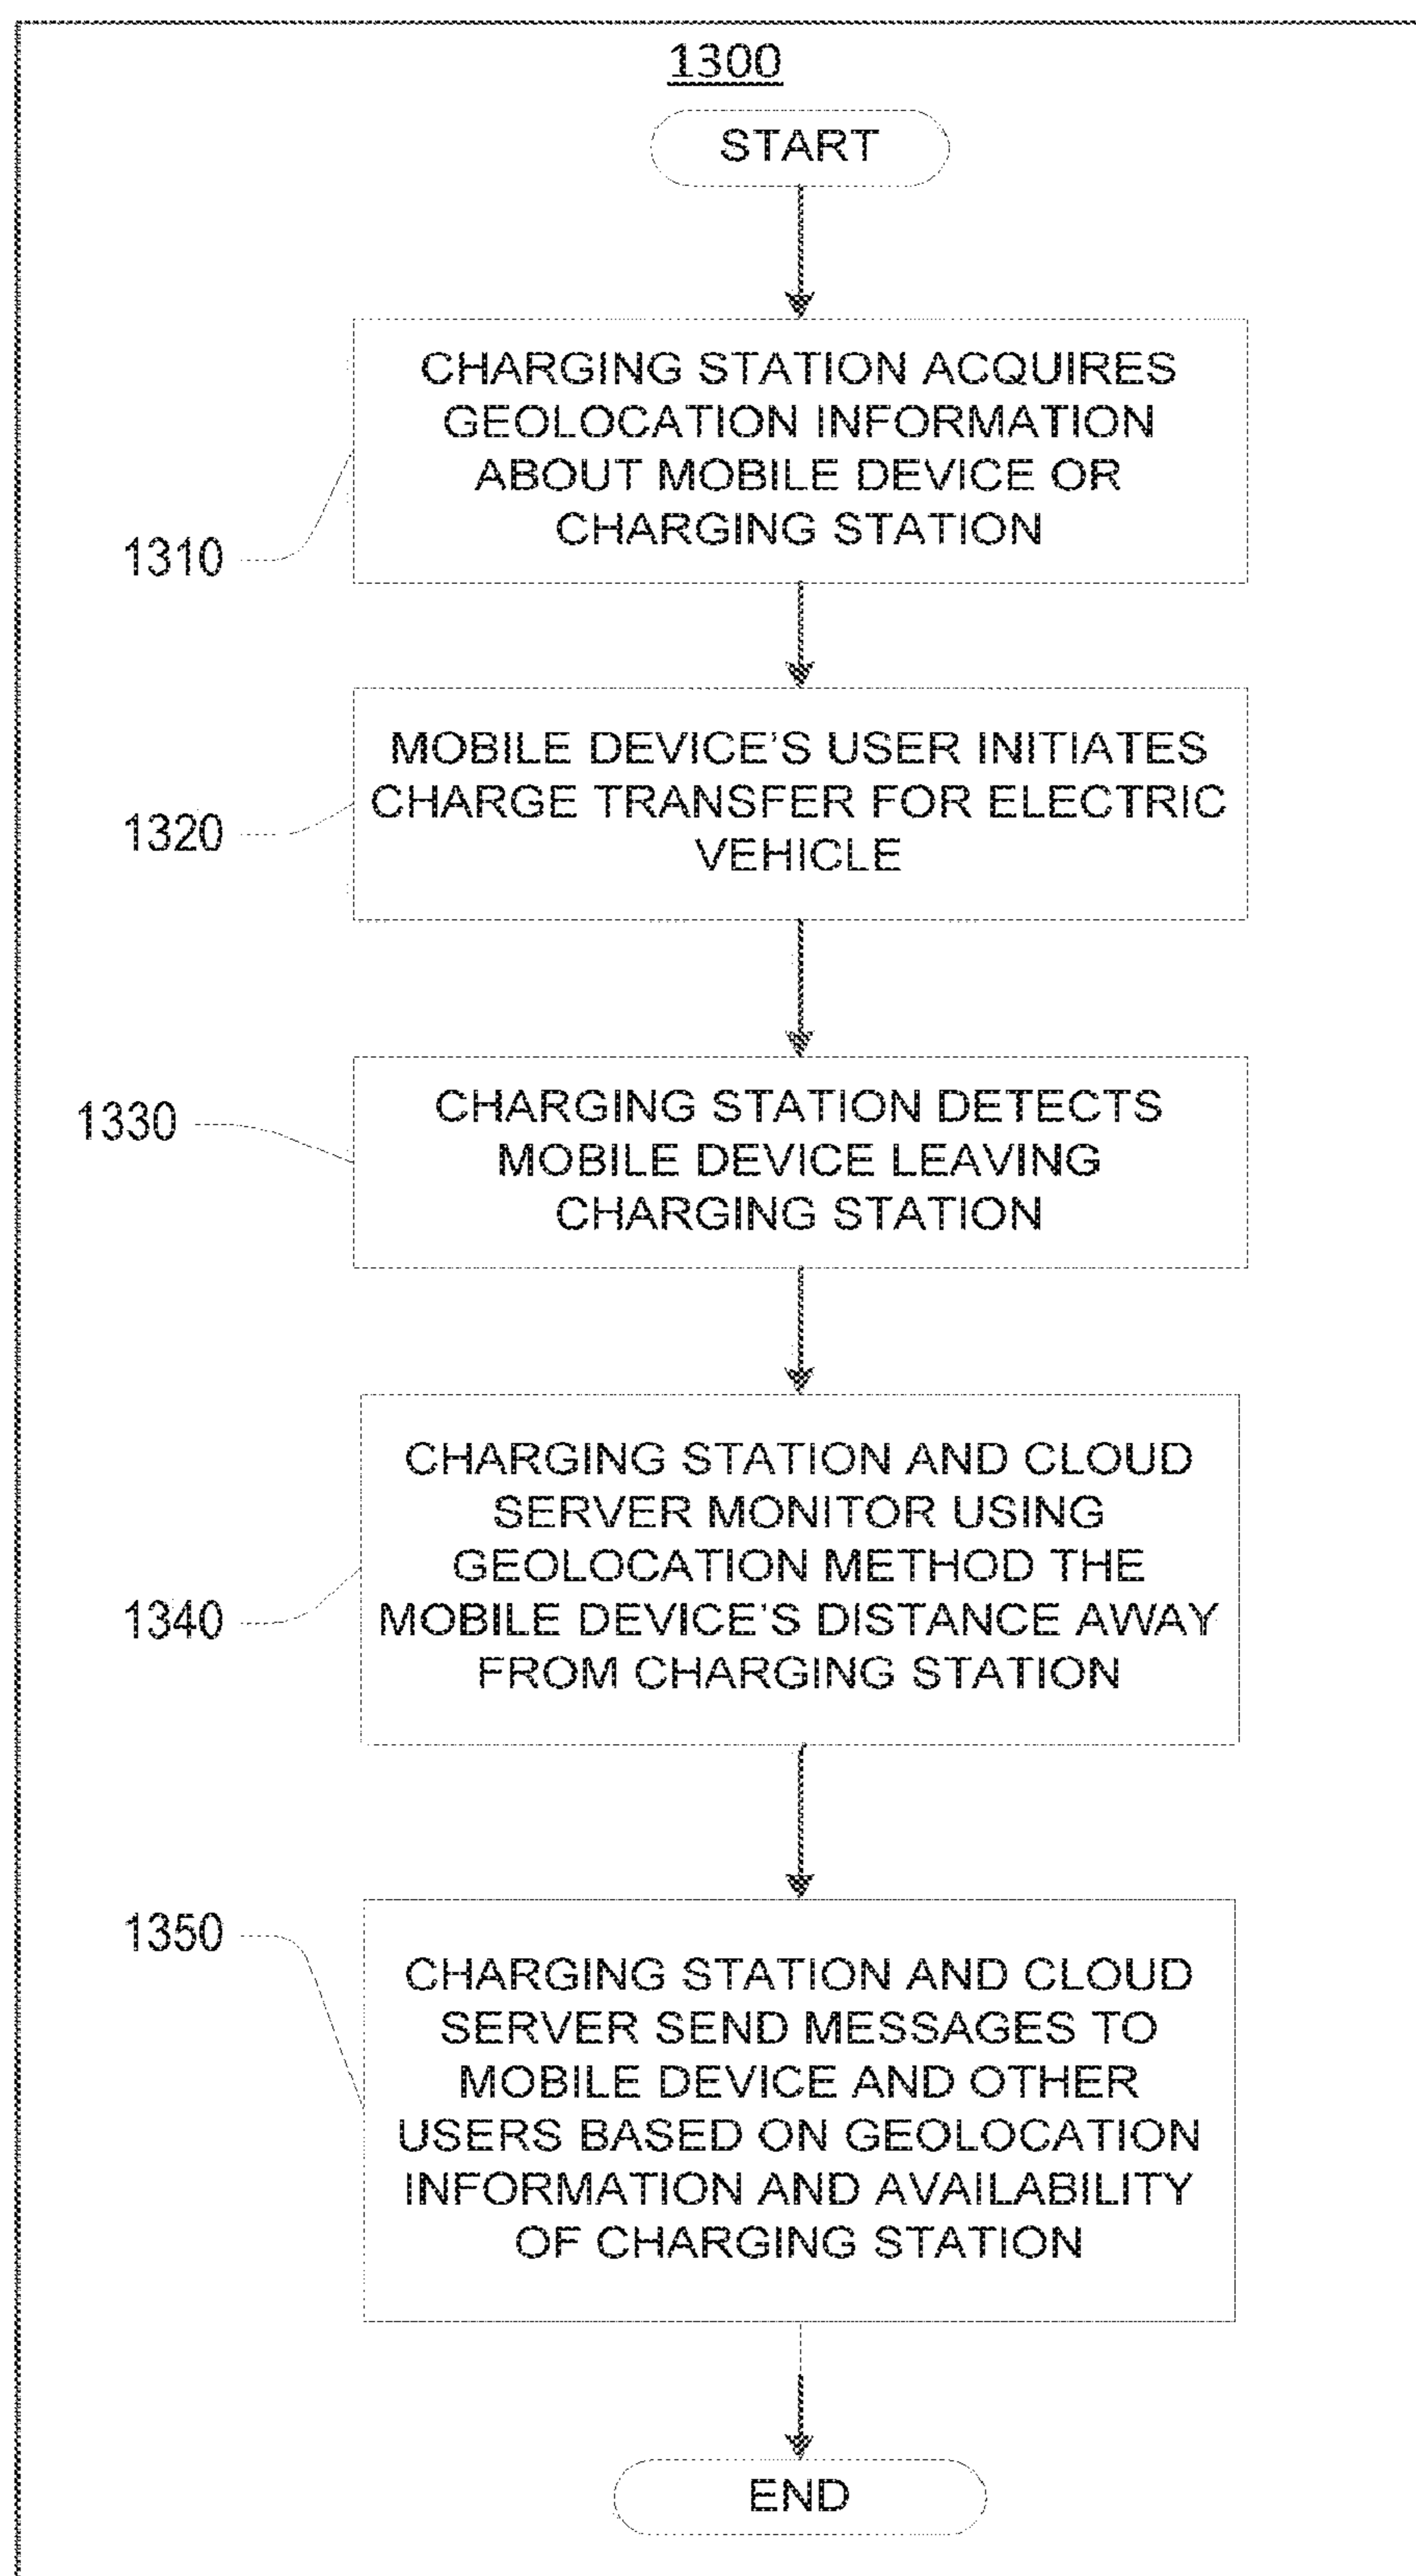 1300
START
CHARGING STATION ACQUIRES
GEOLOCATION INFORMATION
ABOUT MOBILE DEVICE OR
CHARGING STATION
1310
MOBILE DEVICE'S USER INITIATES
CHARGE TRANSFER FOR ELECTRIC
VEHICLE
1320
CHARGING STATION DETECTS
MOBILE DEVICE LEAVING
CHARGING STATION
1330
CHARGING STATION AND CLOUD
SERVER MONITOR USING
GEOLOCATION METHOD THE
MOBILE DEVICE'S DISTANCE AWAY
FROM CHARGING STATION
1340
CHARGING STATION AND CLOUD
SERVER SEND MESSAGES TO
MOBILE DEVICE AND OTHER
USERS BASED ON GEOLOCATION
INFORMATION AND AVAILABILITY
OF CHARGING STATION
1350
END